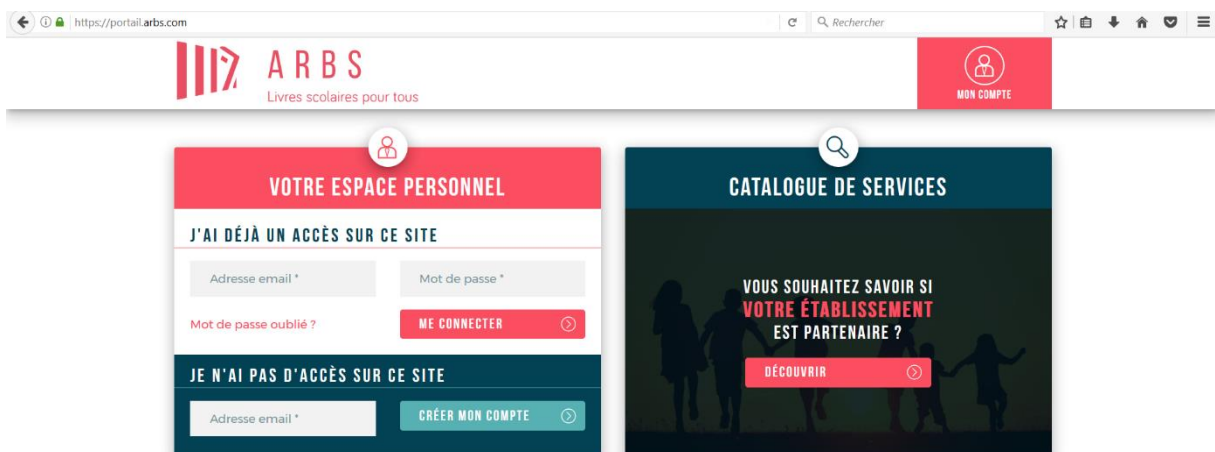 https://portail.arbs.com
Rechercher
ARBS
Livres scolaires pour tous
MON COMPTE
VOTRE ESPACE PERSONNEL
J'AI DÉJÀ UN ACCÈS SUR CE SITE
Adresse email * Mot de passe *
Mot de passe oublié ? ME CONNECTER
JE N'AI PAS D'ACCÈS SUR CE SITE
Adresse email * CRÉER MON COMPTE
CATALOGUE DE SERVICES
VOUS SOUHAITEZ SAVOIR SI
VOTRE ÉTABLISSEMENT
EST PARTENAIRE ?
DÉCOUVRIR